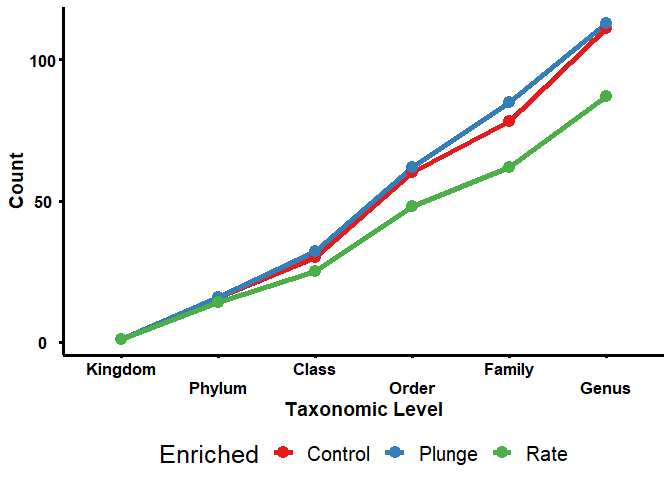 100
50
0
Count
Kingdom Class Family
Phylum Order Genus
Taxonomic Level
Enriched Control Plunge Rate